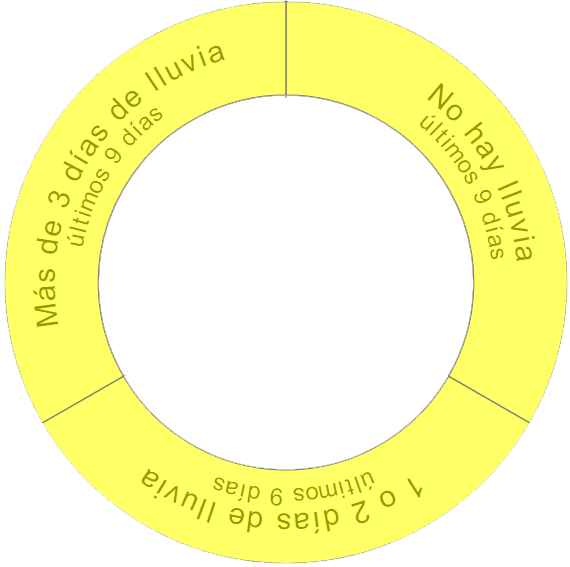 No hay lluvia
últimos 9 días
1 o 2 días de lluvia
últimos 9 días
Más de 3 días de lluvia
últimos 9 días